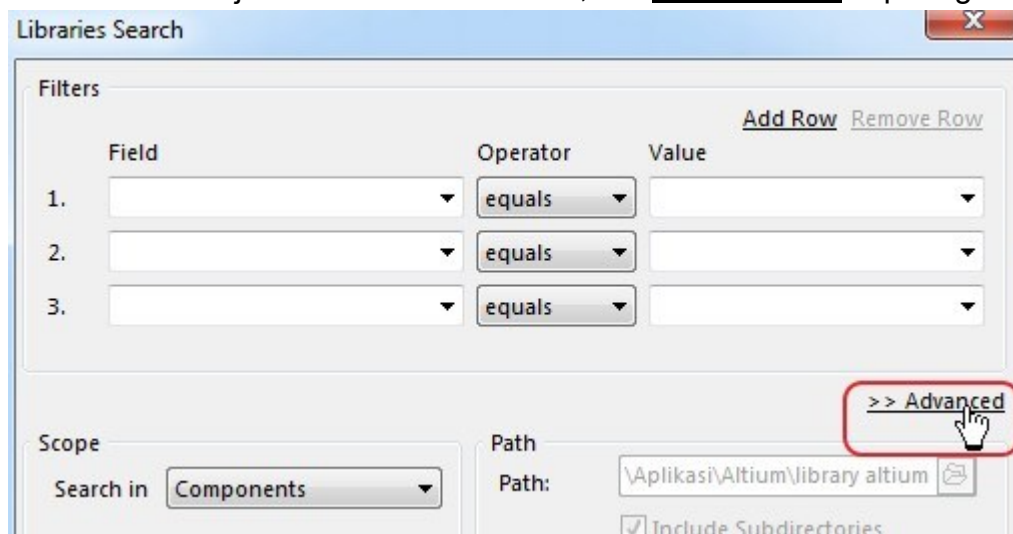 Libraries Search
Filters
Add Row Remove Row
Field Operator Value
1. equals
2. equals
3. equals
>> Advanced
Scope
Path
Search in Components
Path: \Aplikasi\Altium\library altium
Include Subdirectories